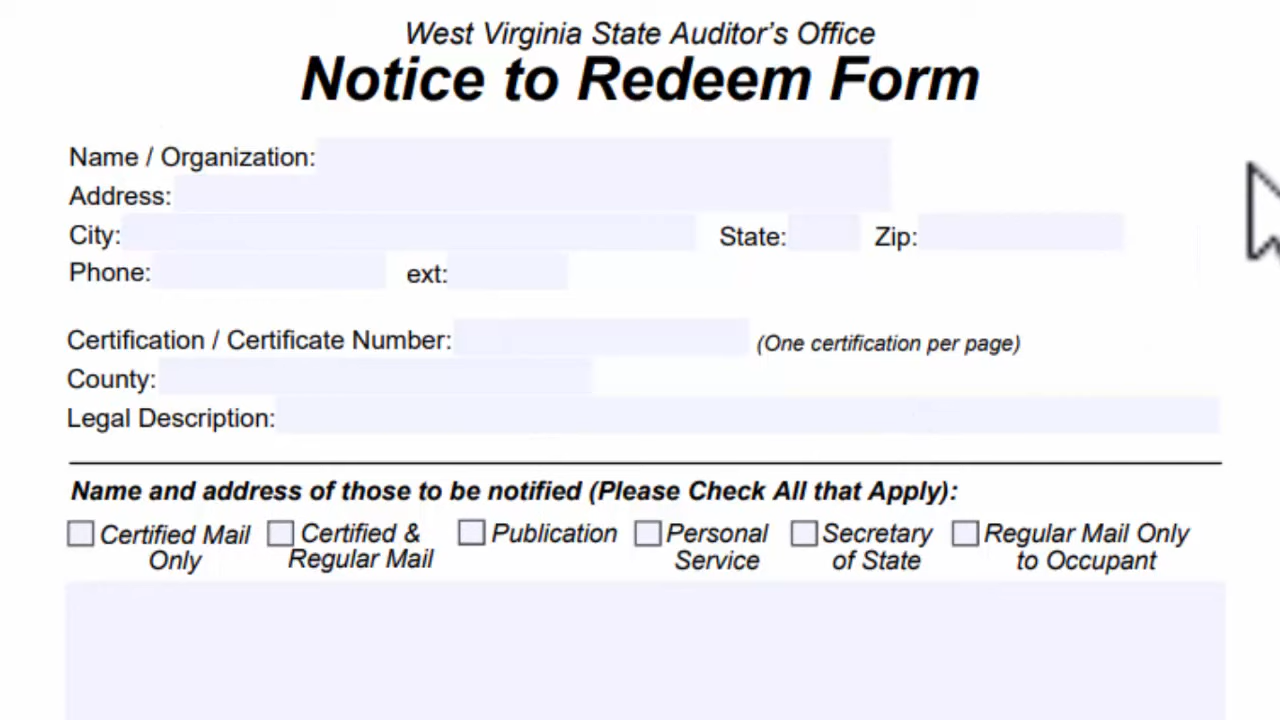 West Virginia State Auditor's Office
Notice to Redeem Form
Name / Organization:
Address:
City: State: Zip:
Phone: ext:
Certification / Certificate Number: (One certification per page)
County:
Legal Description:
Name and address of those to be notified (Please Check All that Apply):
Certified Mail Only Certified & Regular Mail Publication Personal Service Secretary of State Regular Mail Only to Occupant